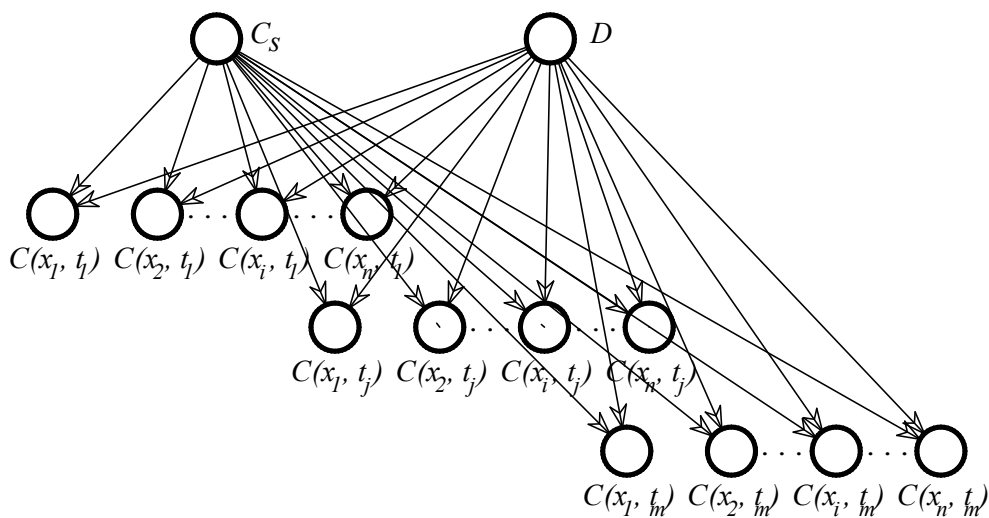 C_S D
C(x_1, t_1) C(x_2, t_1) C(x_i, t_1) C(x_n, t_1)
C(x_1, t_j) C(x_2, t_j) C(x_i, t_j) C(x_n, t_j)
C(x_1, t_m) C(x_2, t_m) C(x_i, t_m) C(x_n, t_m)